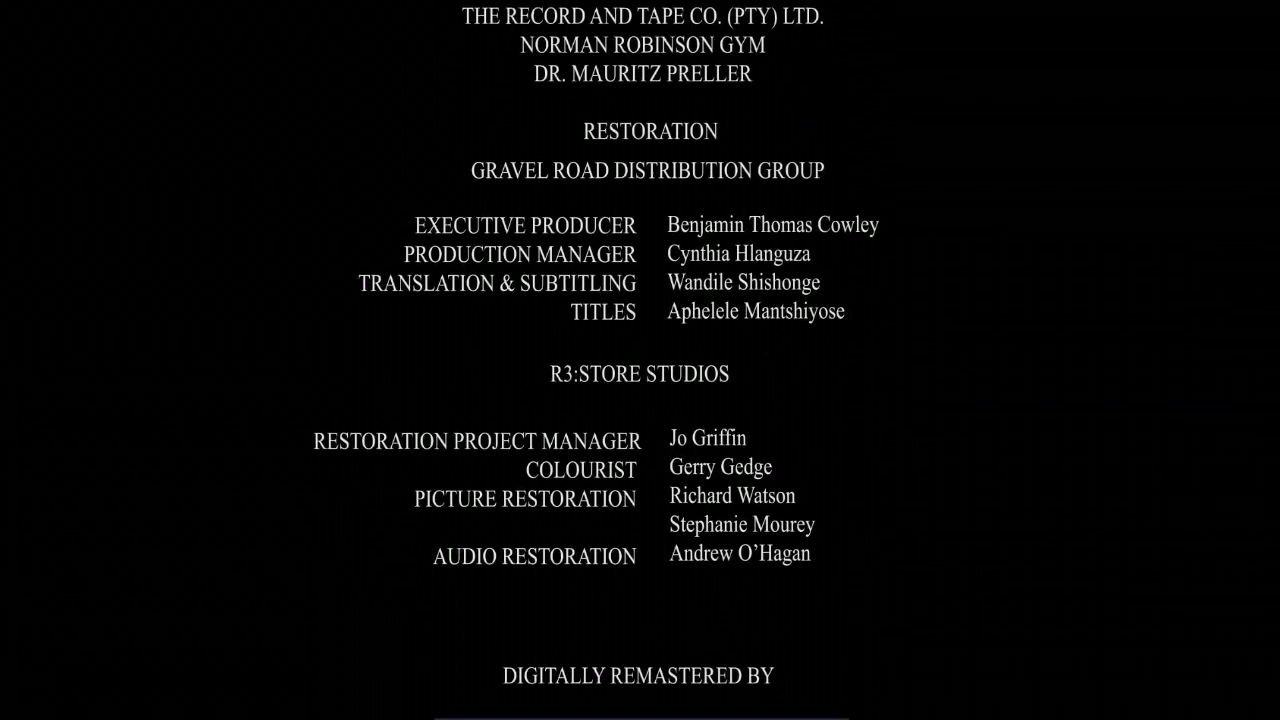 THE RECORD AND TAPE CO. (PTY) LTD.
NORMAN ROBINSON GYM
DR. MAURITZ PRELLER
RESTORATION
GRAVEL ROAD DISTRIBUTION GROUP
EXECUTIVE PRODUCER Benjamin Thomas Cowley
PRODUCTION MANAGER Cynthia Hlanguza
TRANSLATION & SUBTITLING Wandile Shishonge
TITLES Aphelele Mantshiyose
R3:STORE STUDIOS
RESTORATION PROJECT MANAGER Jo Griffin
COLOURIST Gerry Gedge
PICTURE RESTORATION Richard Watson
Stephanie Mourey
AUDIO RESTORATION Andrew O'Hagan
DIGITALLY REMASTERED BY